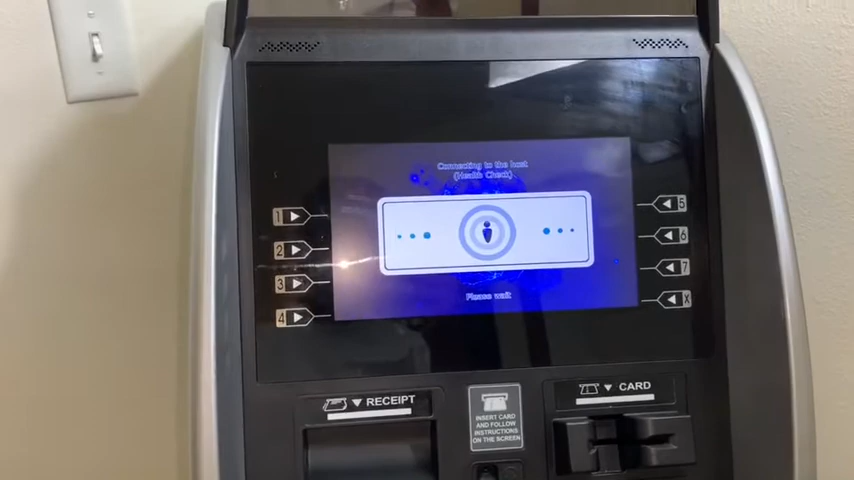 Connecting to the host
(Health Check)
1
2
3
4
5
6
7
X
Please wait
RECEIPT
CARD
INSERT CARD
AND FOLLOW
INSTRUCTIONS
ON THE SCREEN